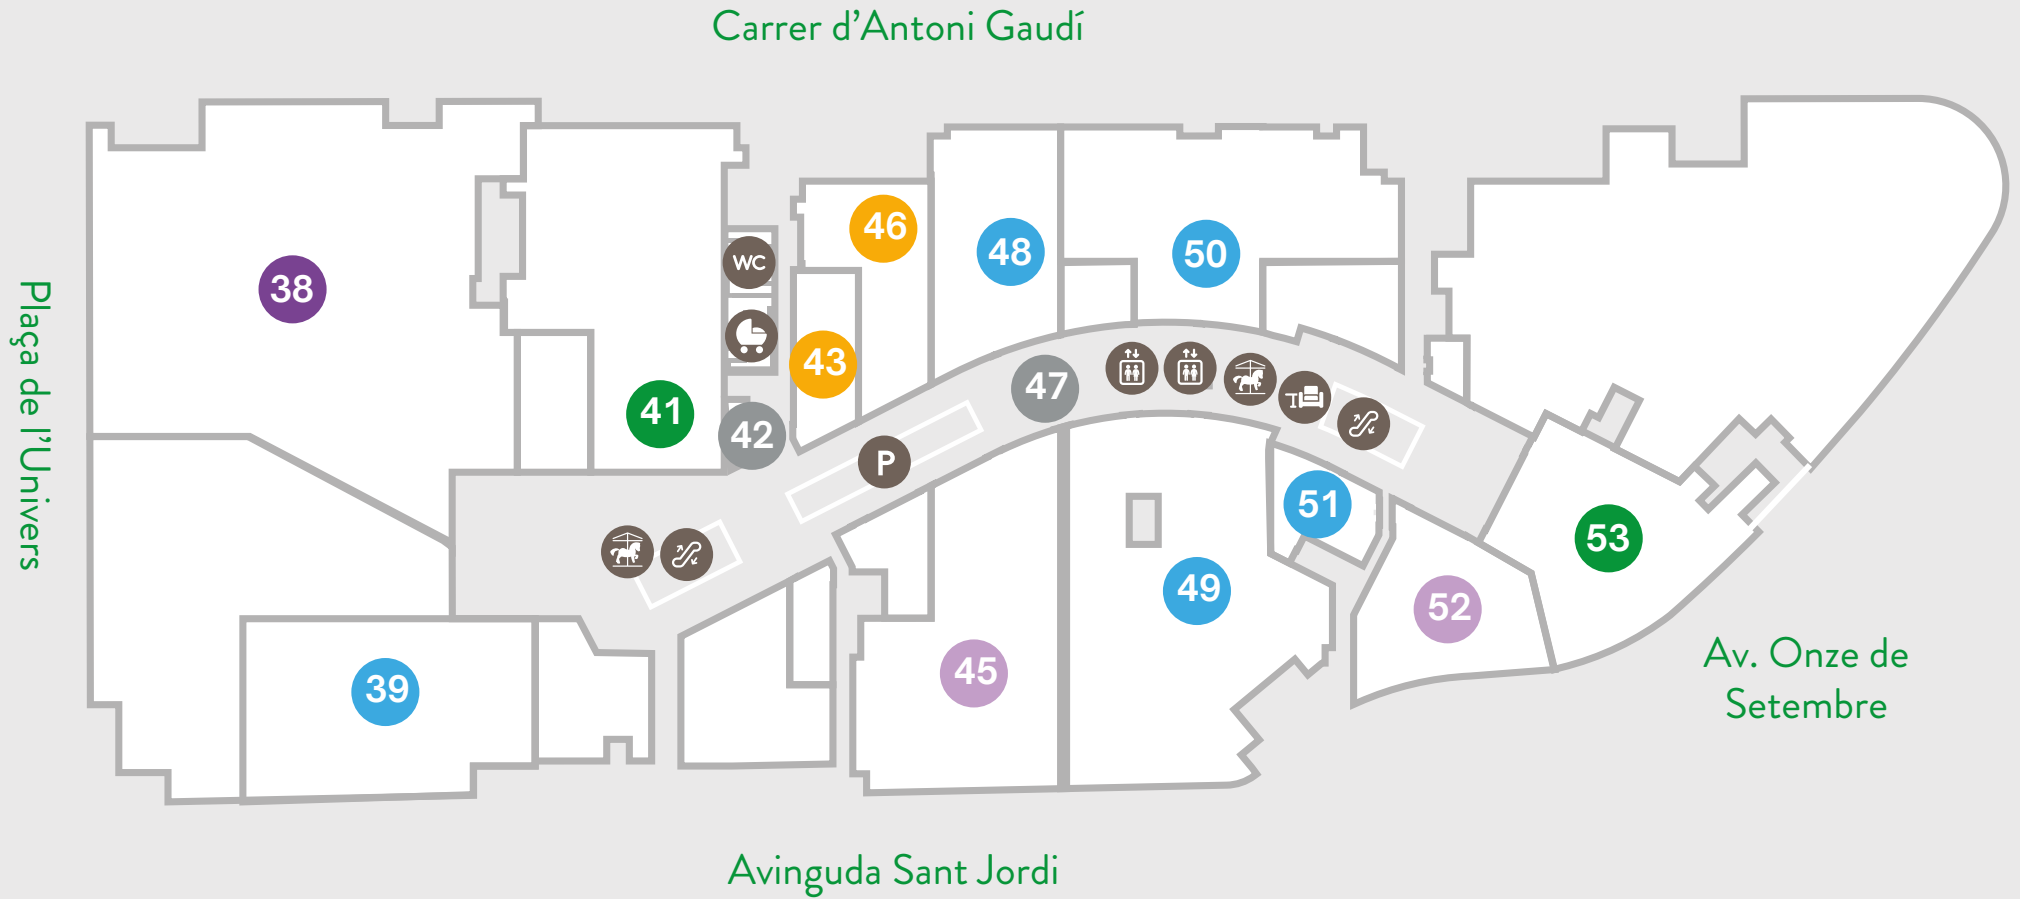 Carrer d’Antoni Gaudí
46
48
50
WC
38
43
47
41
42
P
51
53
49
52
45
39
Plaça de l’Univers
Av. Onze de
Setembre
Avinguda Sant Jordi